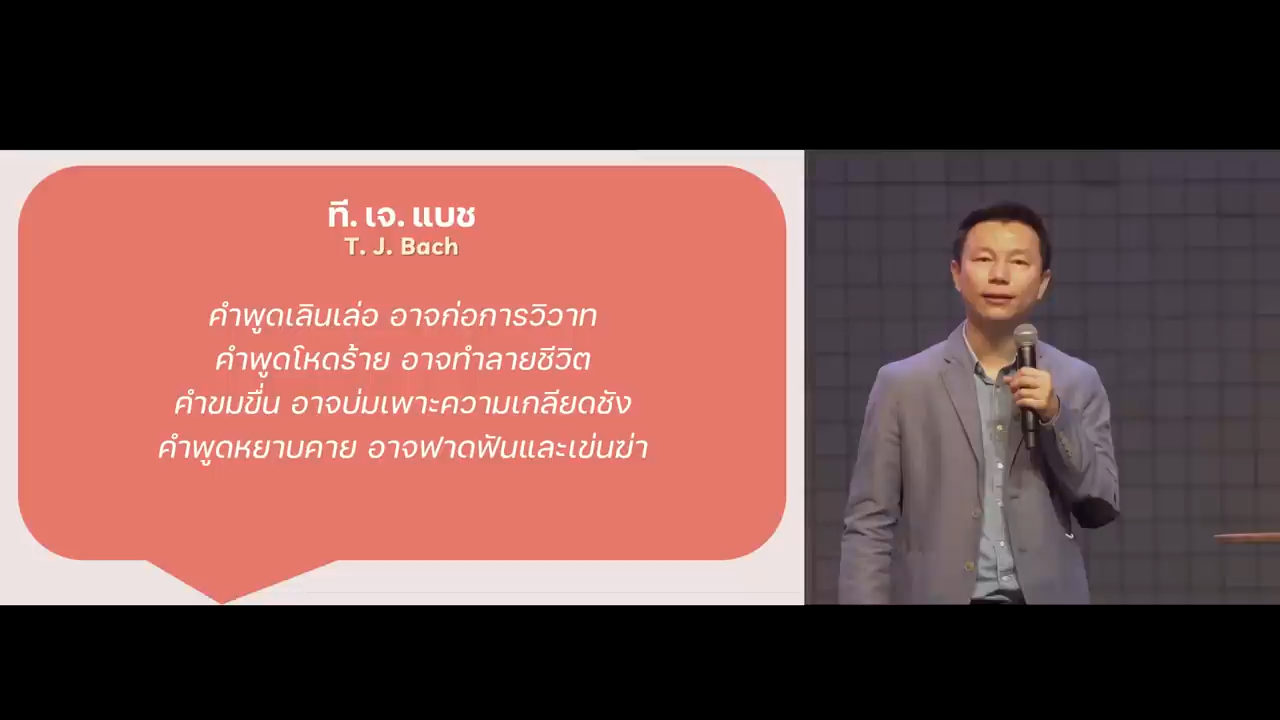 ที. เจ. แบช
T. J. Bach
คำพูดเลินเล่อ อาจก่อการวิวาท
คำพูดโหดร้าย อาจทำลายชีวิต
คำขมขื่น อาจบ่มเพาะความเกลียดชัง
คำพูดหยาบคาย อาจฟาดฟันและเข่นฆ่า